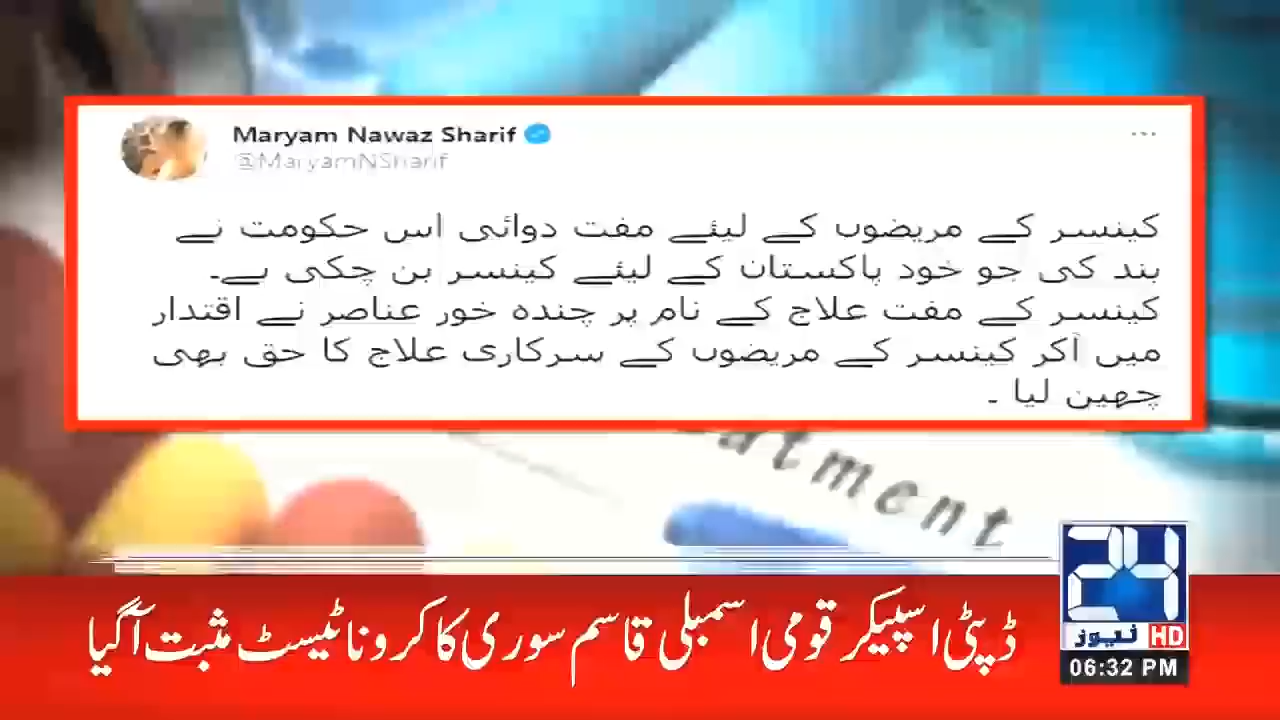 Maryam Nawaz Sharif
@MaryamNSharif
کینسر کے مریضوں کے لیئے مفت دوائی اس حکومت نے
بند کی جو خود پاکستان کے لیئے کینسر بن چکی ہے۔
کینسر کے مفت علاج کے نام پر چندہ خور عناصر نے اقتدار
میں آکر کینسر کے مریضوں کے سرکاری علاج کا حق بھی
چھین لیا ۔
atment
24
نیوز HD
06:32 PM
ڈپٹی اسپیکر قومی اسمبلی قاسم سوری کا کرونا ٹیسٹ مثبت آگیا